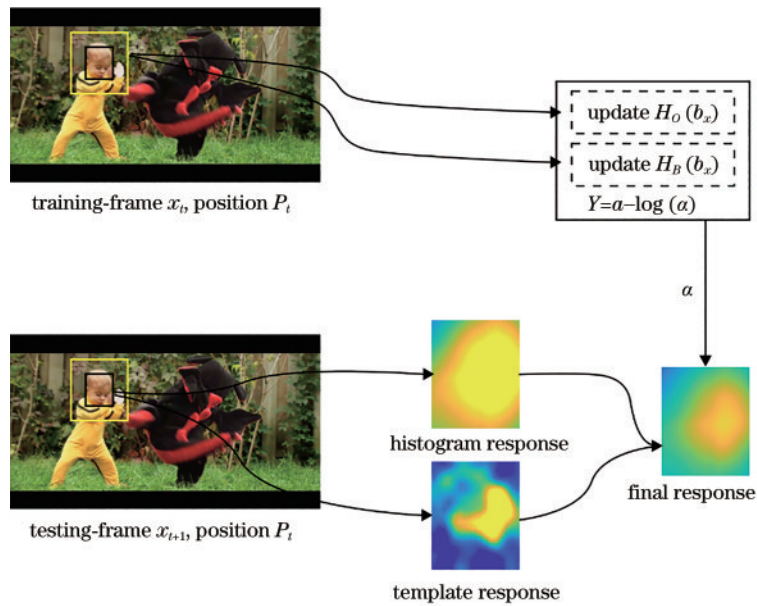 update H_O (b_x)
update H_B (b_x)
Y=a−log (α)
training-frame x_t, position P_t
α
histogram response
final response
testing-frame x_{t+1}, position P_t
template response